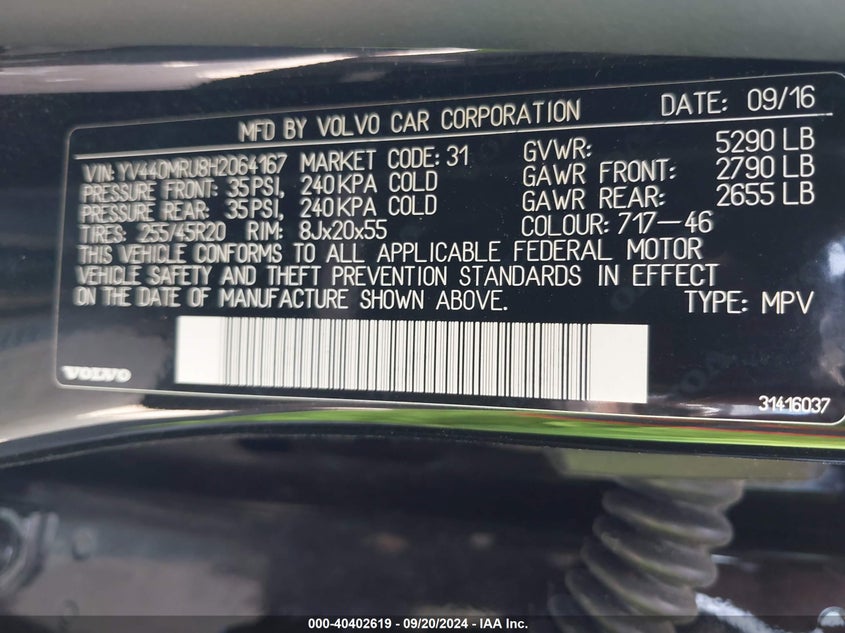 MFD BY VOLVO CAR CORPORATION DATE: 09/16
VIN: YV440MRU8H2064167 MARKET CODE: 31 GVWR: 5290 LB
PRESSURE FRONT: 35 PSI, 240 KPA COLD GAWR FRONT: 2790 LB
PRESSURE REAR: 35 PSI, 240 KPA COLD GAWR REAR: 2655 LB
TIRES: 255/45R20 RIM: 8Jx20x55 COLOUR: 717-46
THIS VEHICLE CONFORMS TO ALL APPLICABLE FEDERAL MOTOR
VEHICLE SAFETY AND THEFT PREVENTION STANDARDS IN EFFECT
ON THE DATE OF MANUFACTURE SHOWN ABOVE. TYPE: MPV
VOLVO
31416037
000-40402619 - 09/20/2024 - IAA Inc.